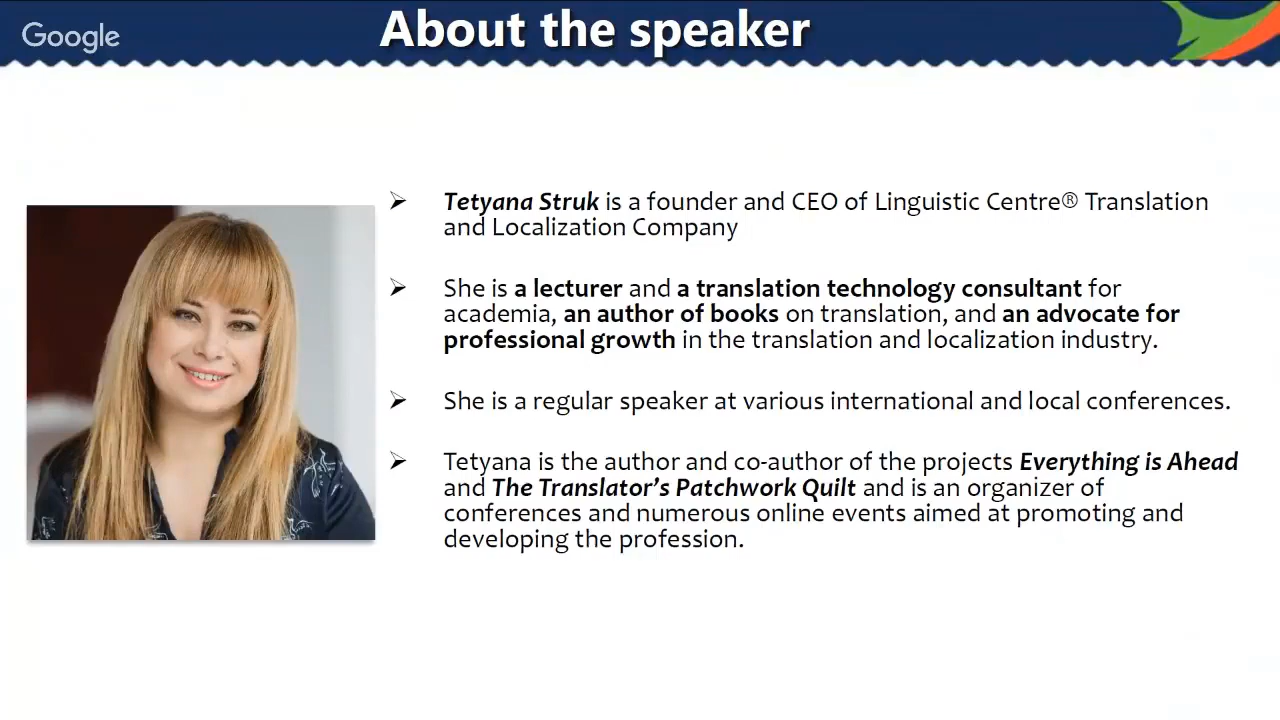 Google
About the speaker
➢ Tetyana Struk is a founder and CEO of Linguistic Centre® Translation
and Localization Company
➢ She is a lecturer and a translation technology consultant for
academia, an author of books on translation, and an advocate for
professional growth in the translation and localization industry.
➢ She is a regular speaker at various international and local conferences.
➢ Tetyana is the author and co-author of the projects Everything is Ahead
and The Translator’s Patchwork Quilt and is an organizer of
conferences and numerous online events aimed at promoting and
developing the profession.